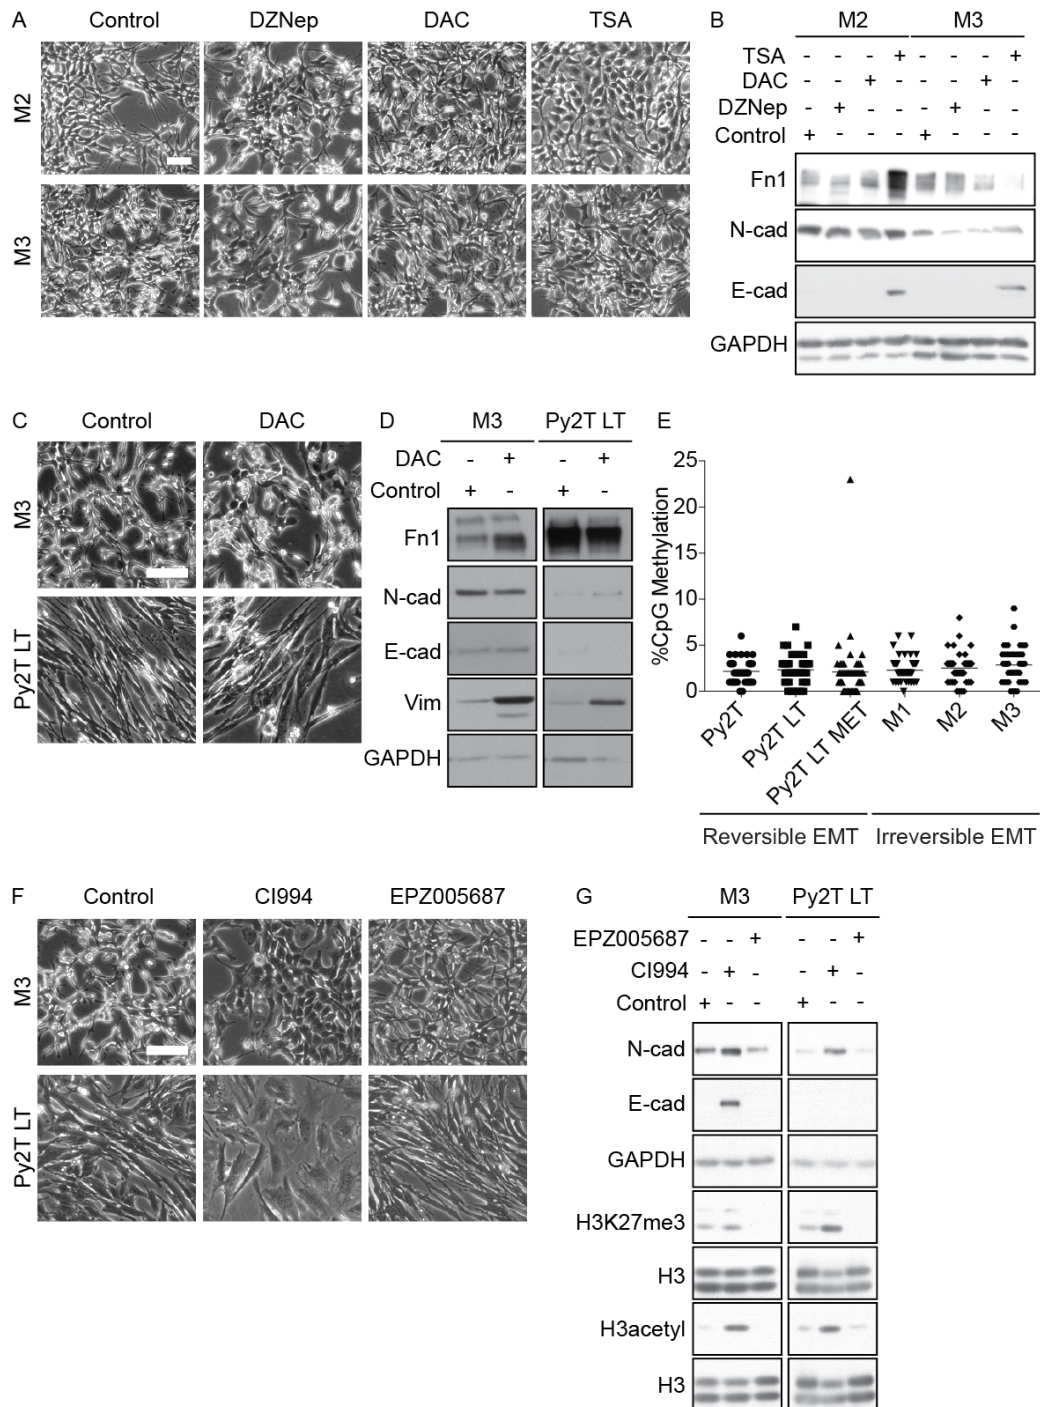 A
Control DZNep DAC TSA
M2
M3
B
M2 M3
TSA - - - + - - - +
DAC - - + - - - + -
DZNep - + - - - + - -
Control + - - - + - - -
Fn1
N-cad
E-cad
GAPDH
C
Control DAC
M3
Py2T LT
D
M3 Py2T LT
DAC - + - +
Control + - + -
Fn1
N-cad
E-cad
Vim
GAPDH
E
%CpG Methylation
25
20
15
10
5
0
Py2T
Py2T LT
Py2T LT MET
M1
M2
M3
Reversible EMT Irreversible EMT
F
Control CI994 EPZ005687
M3
Py2T LT
G
M3 Py2T LT
EPZ005687 - - + - - +
CI994 - + - - + -
Control + - - + - -
N-cad
E-cad
GAPDH
H3K27me3
H3
H3acetyl
H3